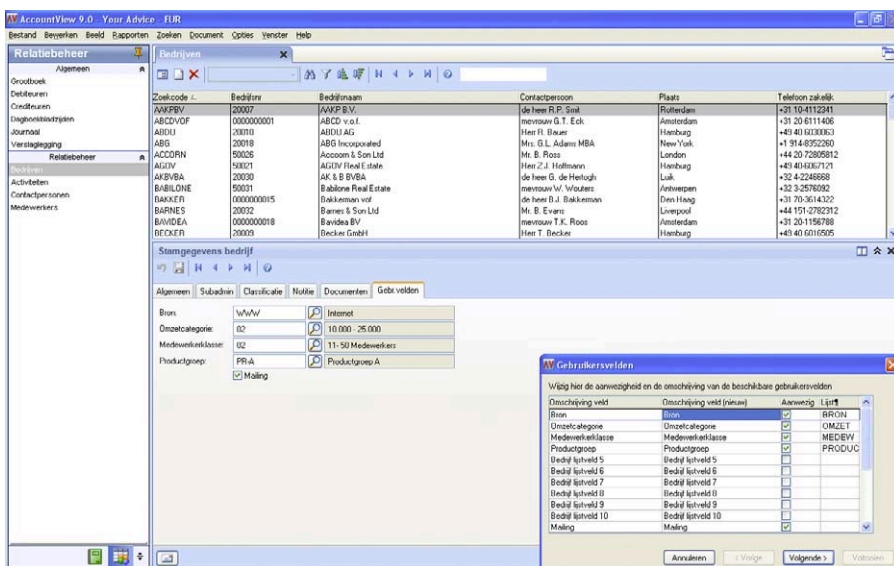 AccountView 9.0 - Your Advice - EUR
Bestand Bewerken Beeld Rapporten Zoeken Document Opties Venster Help
Relatiebeheer
Algemeen
Grootboek
Debiteuren
Crediteuren
Dagboekbladzijden
Journaal
Verslaglegging
Relatiebeheer
Bedrijven
Activiteiten
Contactpersonen
Medewerkers
Bedrijven
Zoekcode Bedrijfsnr Bedrijfsnaam Contactpersoon Plaats Telefoon zakelijk
AAKPBV 20007 AAKP B.V. de heer R.P. Smit Rotterdam +31 10-4112341
ABCDVOF 0000000001 ABCD v.o.f. mevrouw G.T. Eck Amsterdam +31 20-6111406
ABDIJ 20010 ABDIJ AG Herr R. Bauer Hamburg +49 40 6030063
ABG 20018 ABG Incorporated Mrs. G.L. Adams MBA New York +1 914-8352260
ACCORN 50026 Accoorn & Son Ltd Mr. B. Ross London +44 20-72805812
AGOV 50021 AGOV Real Estate Herr Z.J. Hoffmann Hamburg +49 40-6067121
AKBVBA 20030 AK & B BVBA de heer G. de Hertogh Luik +32 4-2246668
BABILONE 50031 Babilone Real Estate mevrouw W. Wouters Antwerpen +32 3-2576092
BAKKER 0000000015 Bakkerman vof de heer B.J. Bakkerman Den Haag +31 70-3614322
BARNES 20032 Barnes & Son Ltd Mr. B. Evans Liverpool +44 151-2782312
BAVIDEA 0000000018 Bavidea BV mevrouw T.K. Roos Amsterdam +31 20-1156788
BECKER 20009 Becker GmbH Herr T. Becker Hamburg +49 40 6016505
Stamgegevens bedrijf
Algemeen Subadmin Classificatie Notitie Documenten Gebr.velden
Bron: WWW Internet
Omzetcategorie: 02 10.000 - 25.000
Medewerkerklasse: 02 11- 50 Medewerkers
Productgroep: PR-A Productgroep A
Mailing
Gebruikersvelden
Wijzig hier de aanwezigheid en de omschrijving van de beschikbare gebruikersvelden
Omschrijving veld Omschrijving veld (nieuw) Aanwezig Lijst¶
Bron Bron BRON
Omzetcategorie Omzetcategorie OMZET
Medewerkerklasse Medewerkerklasse MEDEW
Productgroep Productgroep PRODUC
Bedrijf lijstveld 5 Bedrijf lijstveld 5
Bedrijf lijstveld 6 Bedrijf lijstveld 6
Bedrijf lijstveld 7 Bedrijf lijstveld 7
Bedrijf lijstveld 8 Bedrijf lijstveld 8
Bedrijf lijstveld 9 Bedrijf lijstveld 9
Bedrijf lijstveld 10 Bedrijf lijstveld 10
Mailing Mailing
Annuleren < Vorige Volgende > Voltooien